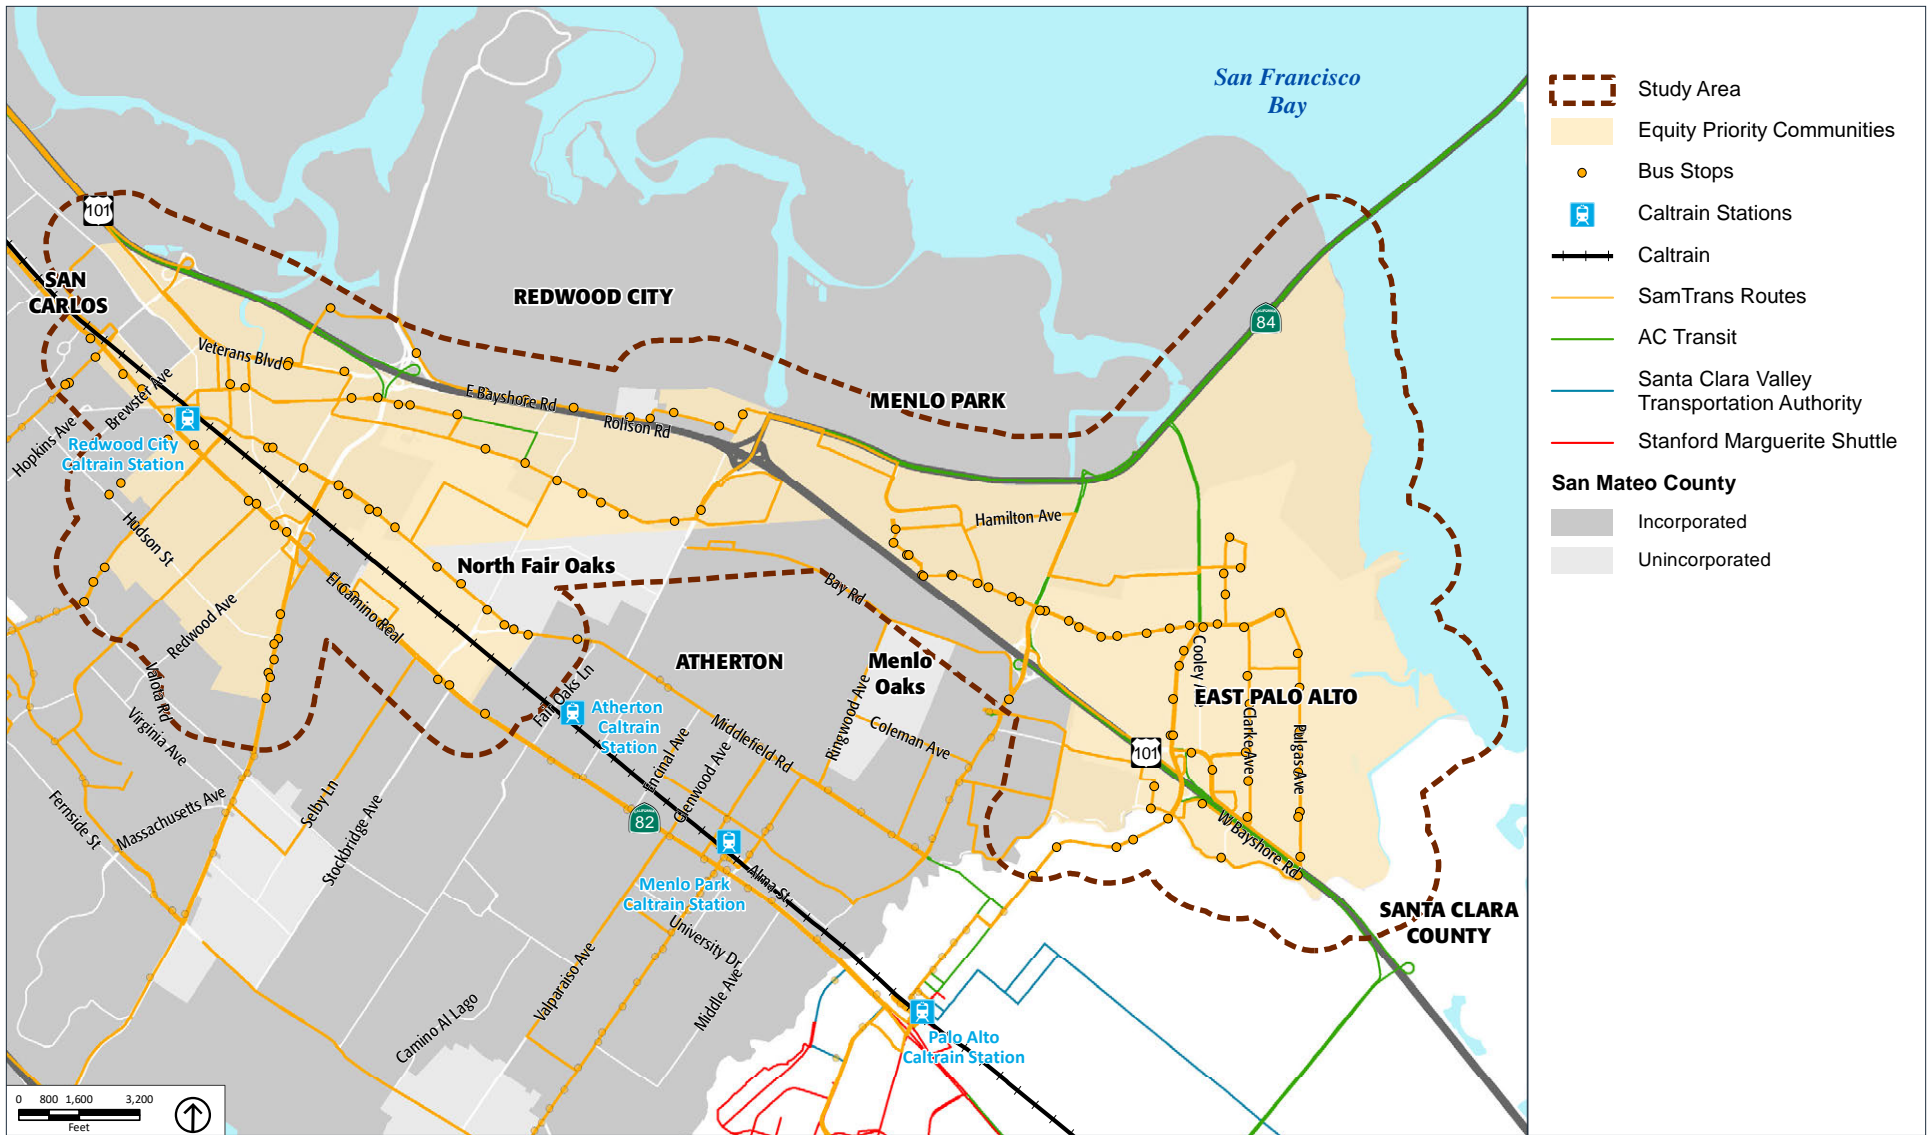 San Francisco
Bay
101
SAN
CARLOS
REDWOOD CITY
84
Veterans Blvd
E Bayshore Rd
MENLO PARK
Rolison Rd
Brewster Ave
Hopkins Ave
Redwood City
Caltrain Station
Hamilton Ave
Hudson St
North Fair Oaks
El Camino Real
Bay Rd
Redwood Ave
ATHERTON
Menlo
Oaks
Cooley
EAST PALO ALTO
Valota Rd
Virginia Ave
Fair Oaks Ln
Atherton
Caltrain
Station
Middlefield Rd
Ringwood Ave
Coleman Ave
Clarke Ave
Pulgas Ave
101
Encinal Ave
Glenwood Ave
Fernside St
Massachusetts Ave
Selby Ln
Stockbridge Ave
CALIFORNIA
82
W Bayshore Rd
Alma St
Menlo Park
Caltrain Station
SANTA CLARA
COUNTY
University Dr
Valparaiso Ave
Middle Ave
Camino Al Lago
Palo Alto
Caltrain Station
0 800 1,600 3,200
Feet
Study Area
Equity Priority Communities
Bus Stops
Caltrain Stations
Caltrain
SamTrans Routes
AC Transit
Santa Clara Valley
Transportation Authority
Stanford Marguerite Shuttle
San Mateo County
Incorporated
Unincorporated